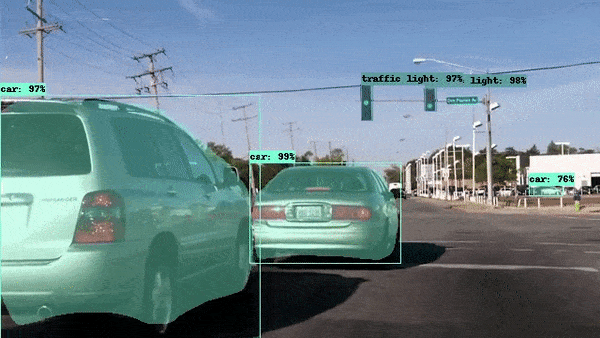 traffic light: 97%
light: 98%
car: 97%
car: 99%
car: 76%